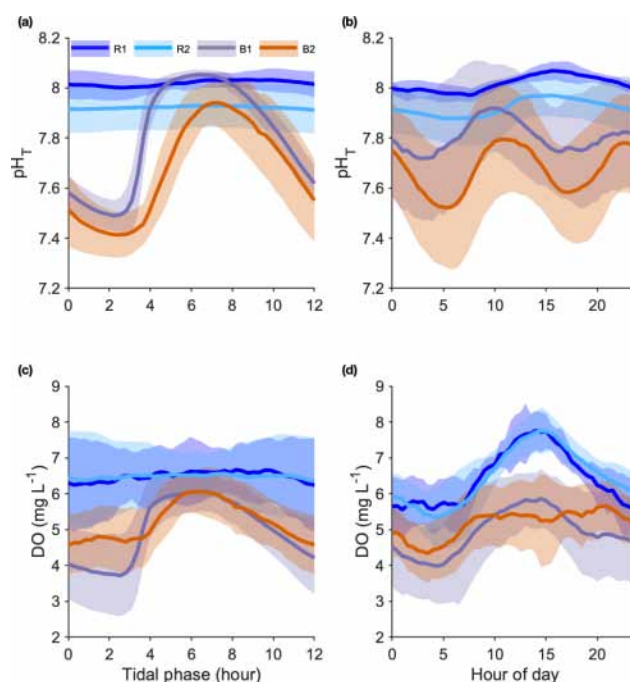 (a)
(b)
8.2
8
7.8
7.6
7.4
7.2
pH_T
R1 R2 B1 B2
0 2 4 6 8 10 12
8.2
8
7.8
7.6
7.4
7.2
pH_T
0 5 10 15 20
(c)
(d)
9
8
7
6
5
4
3
2
DO (mg L⁻¹)
0 2 4 6 8 10 12
Tidal phase (hour)
9
8
7
6
5
4
3
2
DO (mg L⁻¹)
0 5 10 15 20
Hour of day